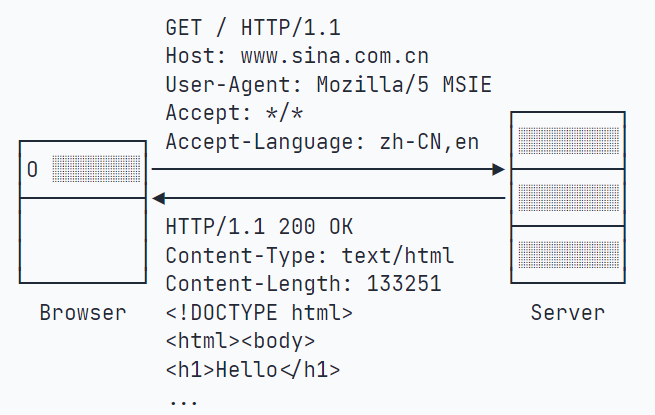 GET / HTTP/1.1
Host: www.sina.com.cn
User-Agent: Mozilla/5 MSIE
Accept: */*
Accept-Language: zh-CN,en
O
HTTP/1.1 200 OK
Content-Type: text/html
Content-Length: 133251
Browser
<!DOCTYPE html>
Server
<html><body>
<h1>Hello</h1>
...